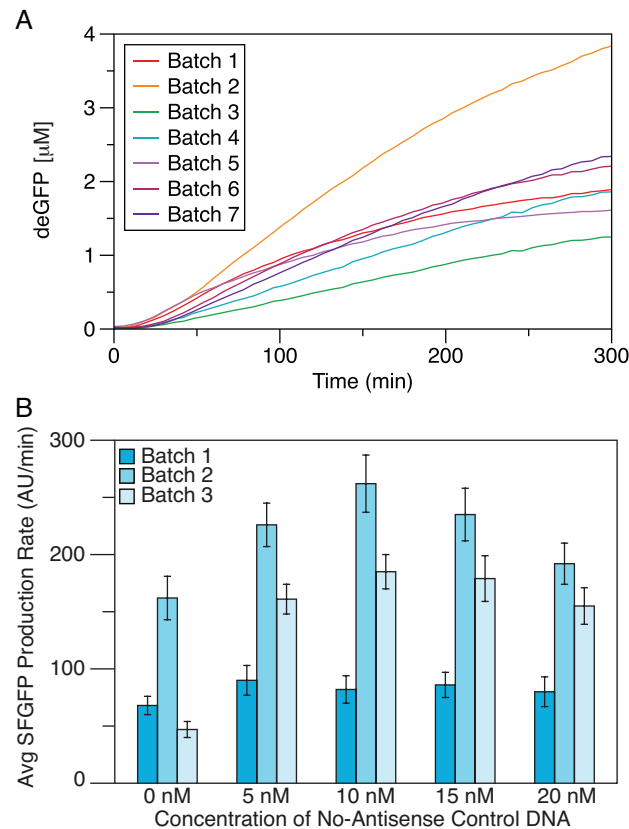 A
deGFP [µM]
4
3
2
1
0
Batch 1
Batch 2
Batch 3
Batch 4
Batch 5
Batch 6
Batch 7
0 100 200 300
Time (min)
B
Avg SFGFP Production Rate (AU/min)
300
200
100
0
Batch 1
Batch 2
Batch 3
0 nM 5 nM 10 nM 15 nM 20 nM
Concentration of No-Antisense Control DNA